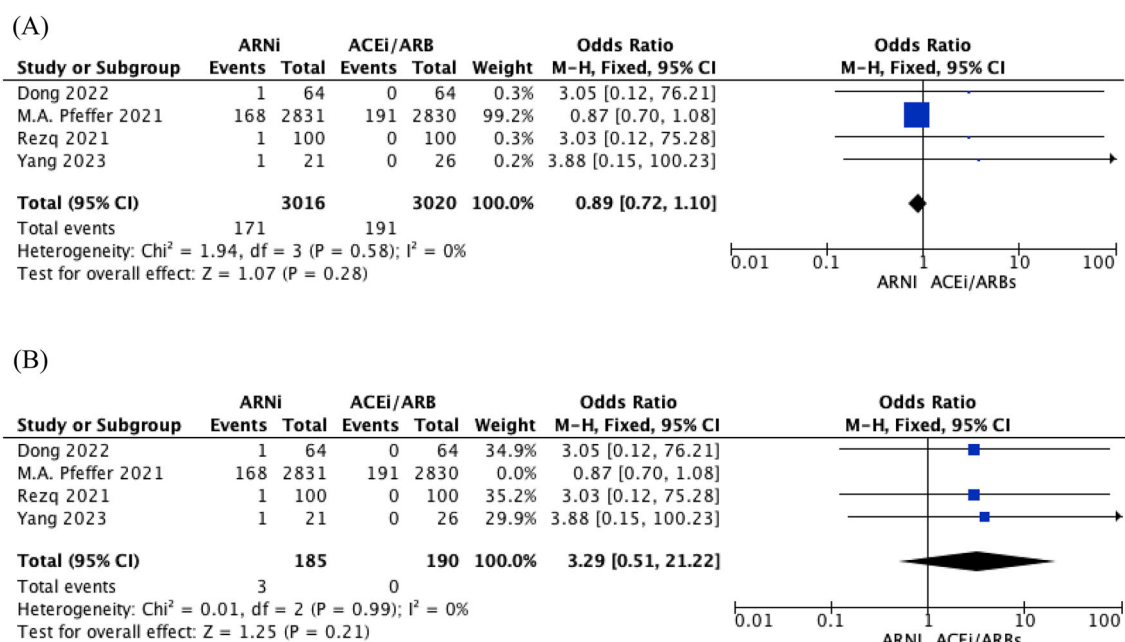 (A)
ARNi ACEi/ARB Odds Ratio Odds Ratio
Study or Subgroup Events Total Events Total Weight M-H, Fixed, 95% CI M-H, Fixed, 95% CI
Dong 2022 1 64 0 64 0.3% 3.05 [0.12, 76.21]
M.A. Pfeffer 2021 168 2831 191 2830 99.2% 0.87 [0.70, 1.08]
Rezq 2021 1 100 0 100 0.3% 3.03 [0.12, 75.28]
Yang 2023 1 21 0 26 0.2% 3.88 [0.15, 100.23]
Total (95% CI) 3016 3020 100.0% 0.89 [0.72, 1.10]
Total events 171 191
Heterogeneity: Chi² = 1.94, df = 3 (P = 0.58); I² = 0%
Test for overall effect: Z = 1.07 (P = 0.28)
0.01 0.1 1 10 100
ARNI ACEi/ARBs
(B)
ARNi ACEi/ARB Odds Ratio Odds Ratio
Study or Subgroup Events Total Events Total Weight M-H, Fixed, 95% CI M-H, Fixed, 95% CI
Dong 2022 1 64 0 64 34.9% 3.05 [0.12, 76.21]
M.A. Pfeffer 2021 168 2831 191 2830 0.0% 0.87 [0.70, 1.08]
Rezq 2021 1 100 0 100 35.2% 3.03 [0.12, 75.28]
Yang 2023 1 21 0 26 29.9% 3.88 [0.15, 100.23]
Total (95% CI) 185 190 100.0% 3.29 [0.51, 21.22]
Total events 3 0
Heterogeneity: Chi² = 0.01, df = 2 (P = 0.99); I² = 0%
Test for overall effect: Z = 1.25 (P = 0.21)
0.01 0.1 1 10 100
ARNI ACEi/ARBs